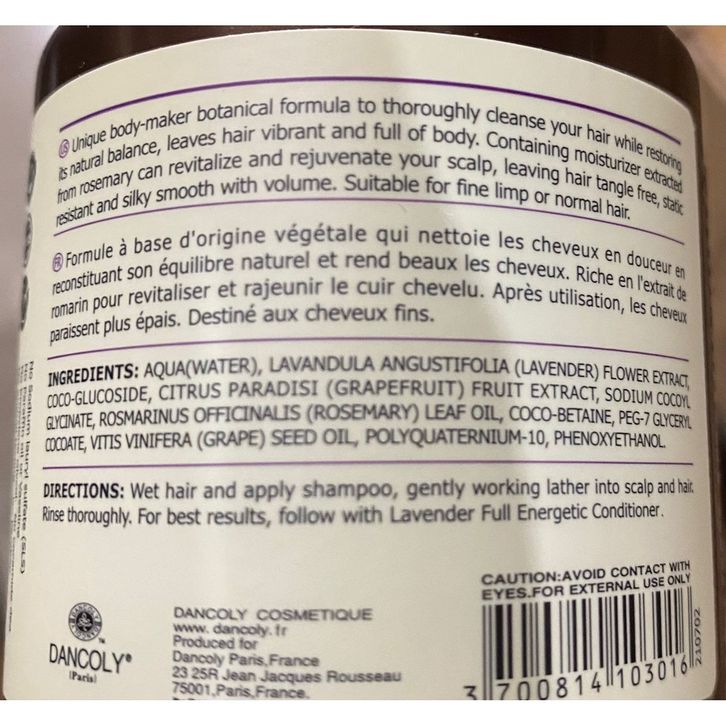 US Unique body-maker botanical formula to thoroughly cleanse your hair while restoring
its natural balance, leaves hair vibrant and full of body. Containing moisturizer extracted
from rosemary can revitalize and rejuvenate your scalp, leaving hair tangle free, static
resistant and silky smooth with volume. Suitable for fine limp or normal hair.
FR Formule à base d'origine végétale qui nettoie les cheveux en douceur en
reconstituant son équilibre naturel et rend beaux les cheveux. Riche en l'extrait de
romarin pour revitaliser et rajeunir le cuir chevelu. Après utilisation, les cheveux
paraissent plus épais. Destiné aux cheveux fins.
INGREDIENTS: AQUA(WATER), LAVANDULA ANGUSTIFOLIA (LAVENDER) FLOWER EXTRACT,
COCO-GLUCOSIDE, CITRUS PARADISI (GRAPEFRUIT) FRUIT EXTRACT, SODIUM COCOYL
GLYCINATE, ROSMARINUS OFFICINALIS (ROSEMARY) LEAF OIL, COCO-BETAINE, PEG-7 GLYCERYL
COCOATE, VITIS VINIFERA (GRAPE) SEED OIL, POLYQUATERNIUM-10, PHENOXYETHANOL.
DIRECTIONS: Wet hair and apply shampoo, gently working lather into scalp and hair.
Rinse thoroughly. For best results, follow with Lavender Full Energetic Conditioner.
No Sodium lauryl sulfate (SLS)
CAUTION:AVOID CONTACT WITH
EYES.FOR EXTERNAL USE ONLY
DANCOLY
DANCOLY®
(Paris)
DANCOLY COSMETIQUE
www. dancoly.fr
Produced for
Dancoly Paris,France
23 25R Jean Jacques Rousseau
75001,Paris,France.
3 700814 103016
210702